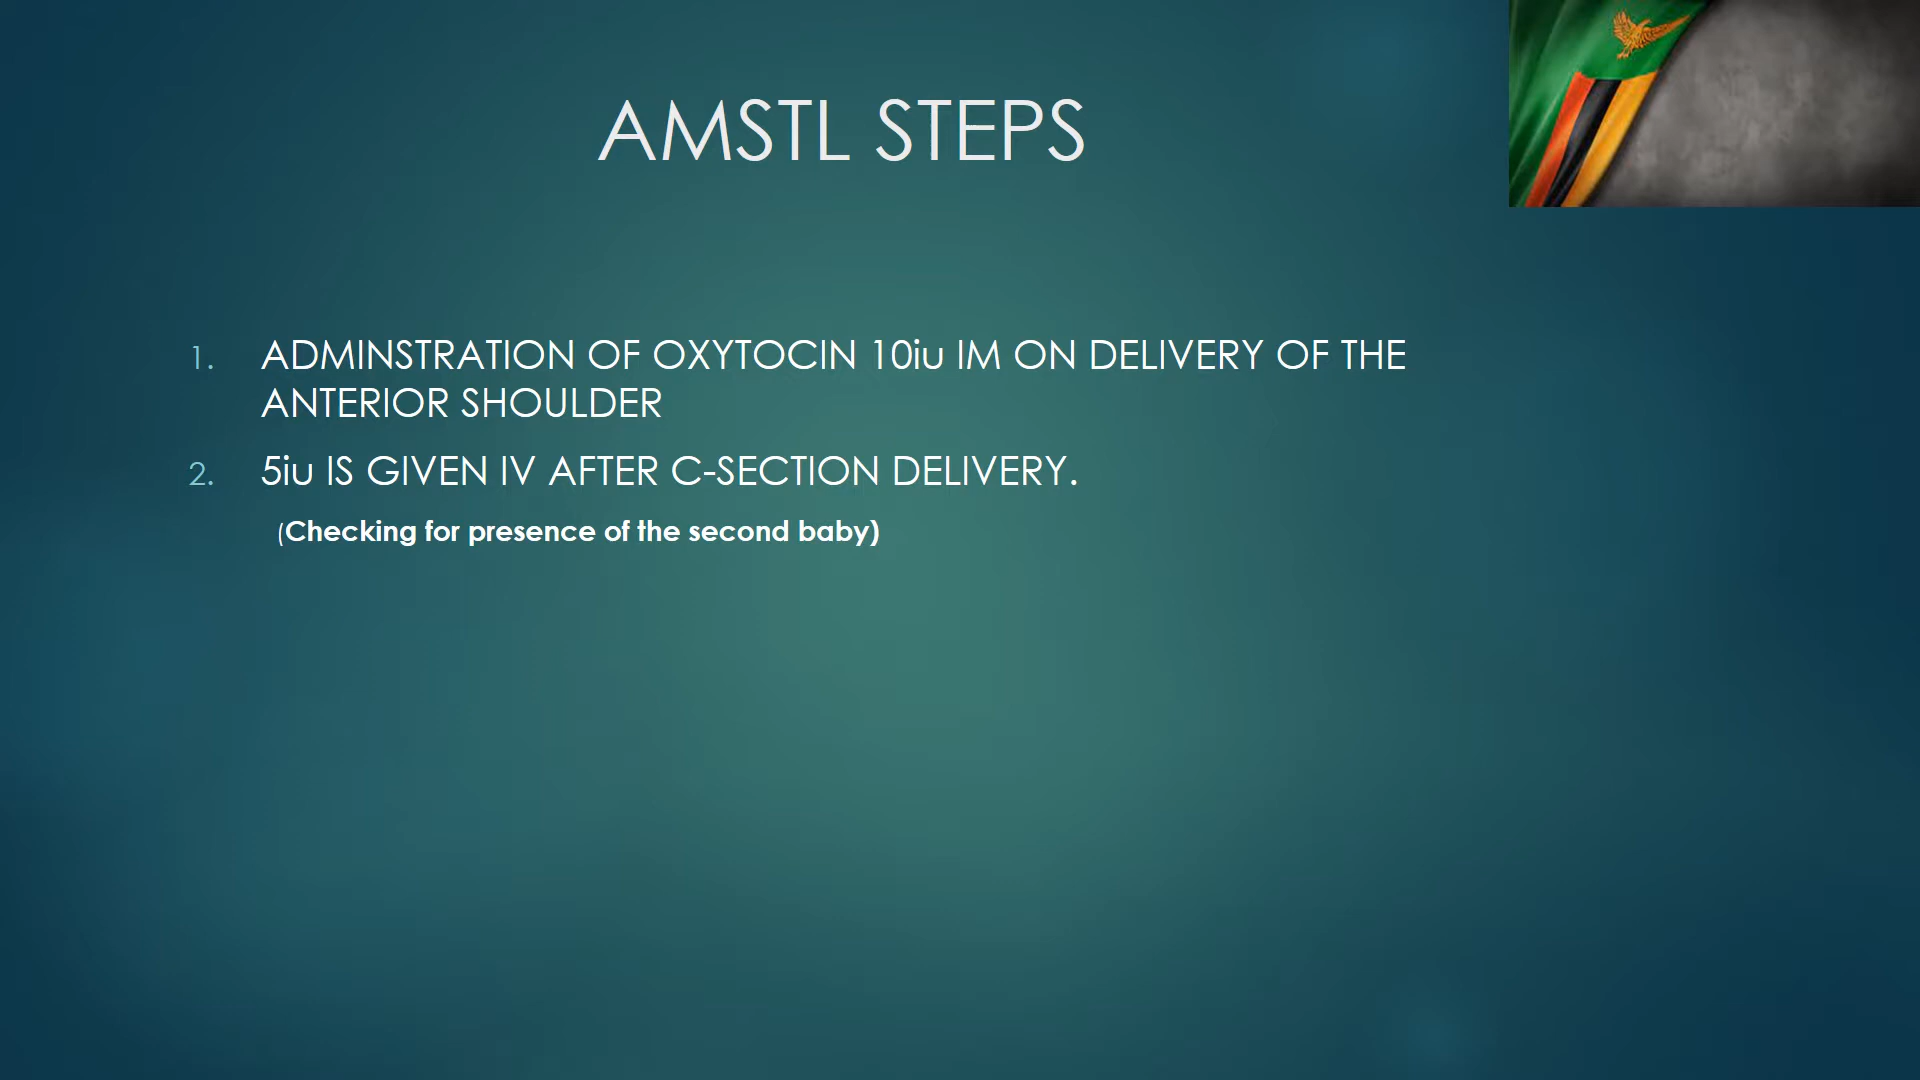 AMSTL STEPS
1. ADMINSTRATION OF OXYTOCIN 10iu IM ON DELIVERY OF THE
ANTERIOR SHOULDER
2. 5iu IS GIVEN IV AFTER C-SECTION DELIVERY.
(Checking for presence of the second baby)